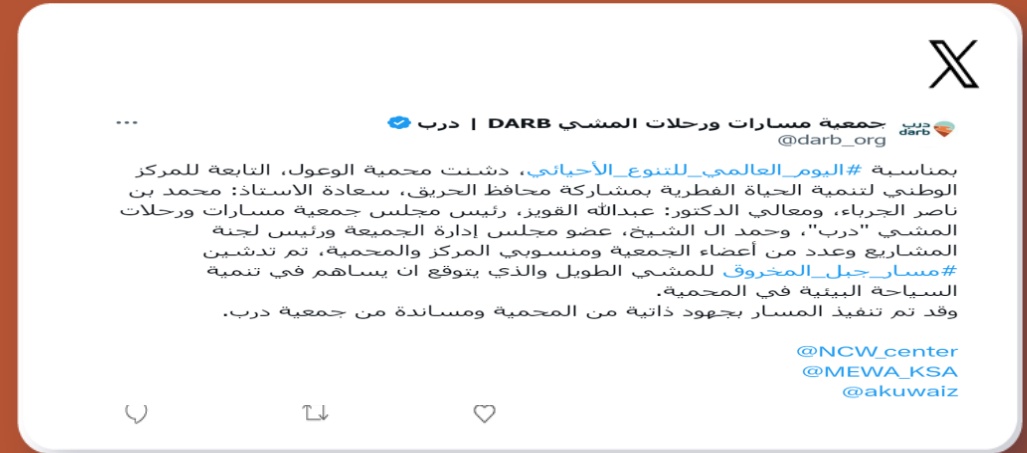 جمعية مسارات ورحلات المشي DARB | درب
درب
darb
@darb_org
بمناسبة #اليوم_العالمي_للتنوع_الأحيائي، دشنت محمية الوعول، التابعة للمركز
الوطني لتنمية الحياة الفطرية بمشاركة محافظ الحريق، سعادة الاستاذ: محمد بن
ناصر الجرباء، ومعالي الدكتور: عبدالله القويز، رئيس مجلس جمعية مسارات ورحلات
المشي "درب"، وحمد ال الشيخ، عضو مجلس إدارة الجميعة ورئيس لجنة
المشاريع وعدد من أعضاء الجمعية ومنسوبي المركز والمحمية، تم تدشين
#مسار_جبل_المخروق للمشي الطويل والذي يتوقع ان يساهم في تنمية
السياحة البيئية في المحمية.
وقد تم تنفيذ المسار بجهود ذاتية من المحمية ومساندة من جمعية درب.
@NCW_center
@MEWA_KSA
@akuwaiz